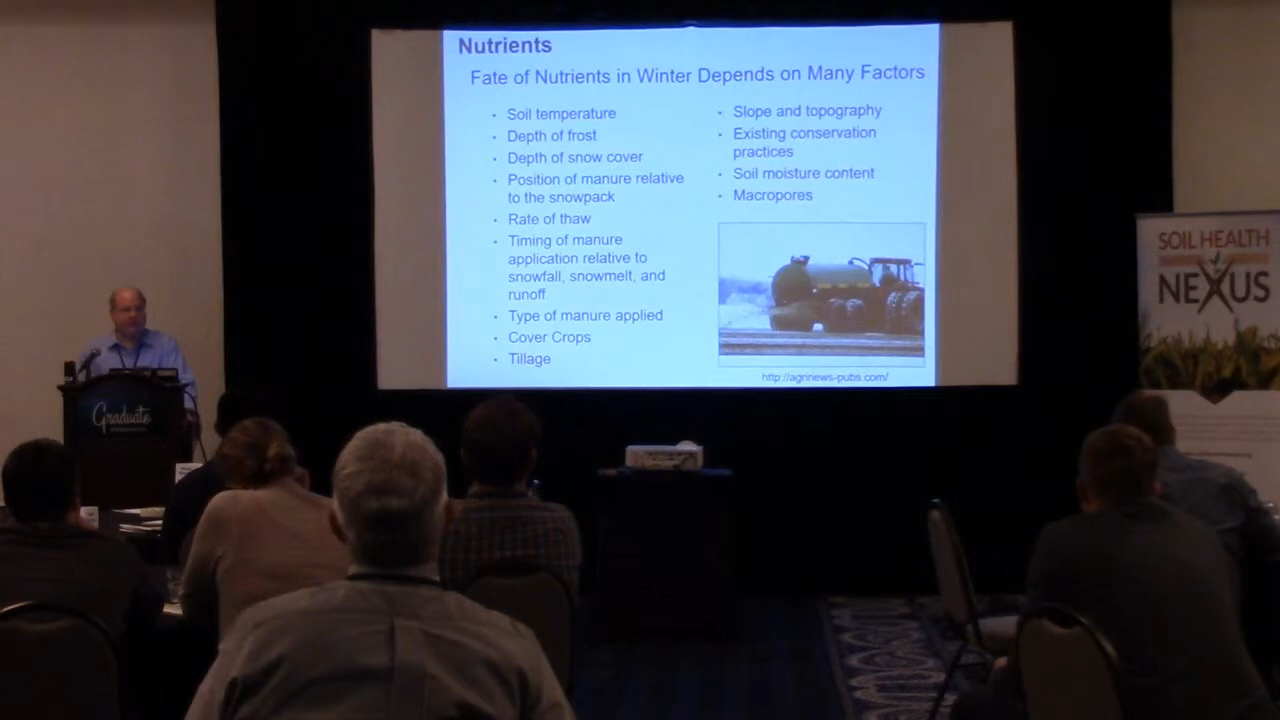 Nutrients
Fate of Nutrients in Winter Depends on Many Factors
• Soil temperature
• Depth of frost
• Depth of snow cover
• Position of manure relative
to the snowpack
• Rate of thaw
• Timing of manure
application relative to
snowfall, snowmelt, and
runoff
• Type of manure applied
• Cover Crops
• Tillage
• Slope and topography
• Existing conservation
practices
• Soil moisture content
• Macropores
http://agrinews-pubs.com/
SOIL HEALTH
NEXUS
Graduate